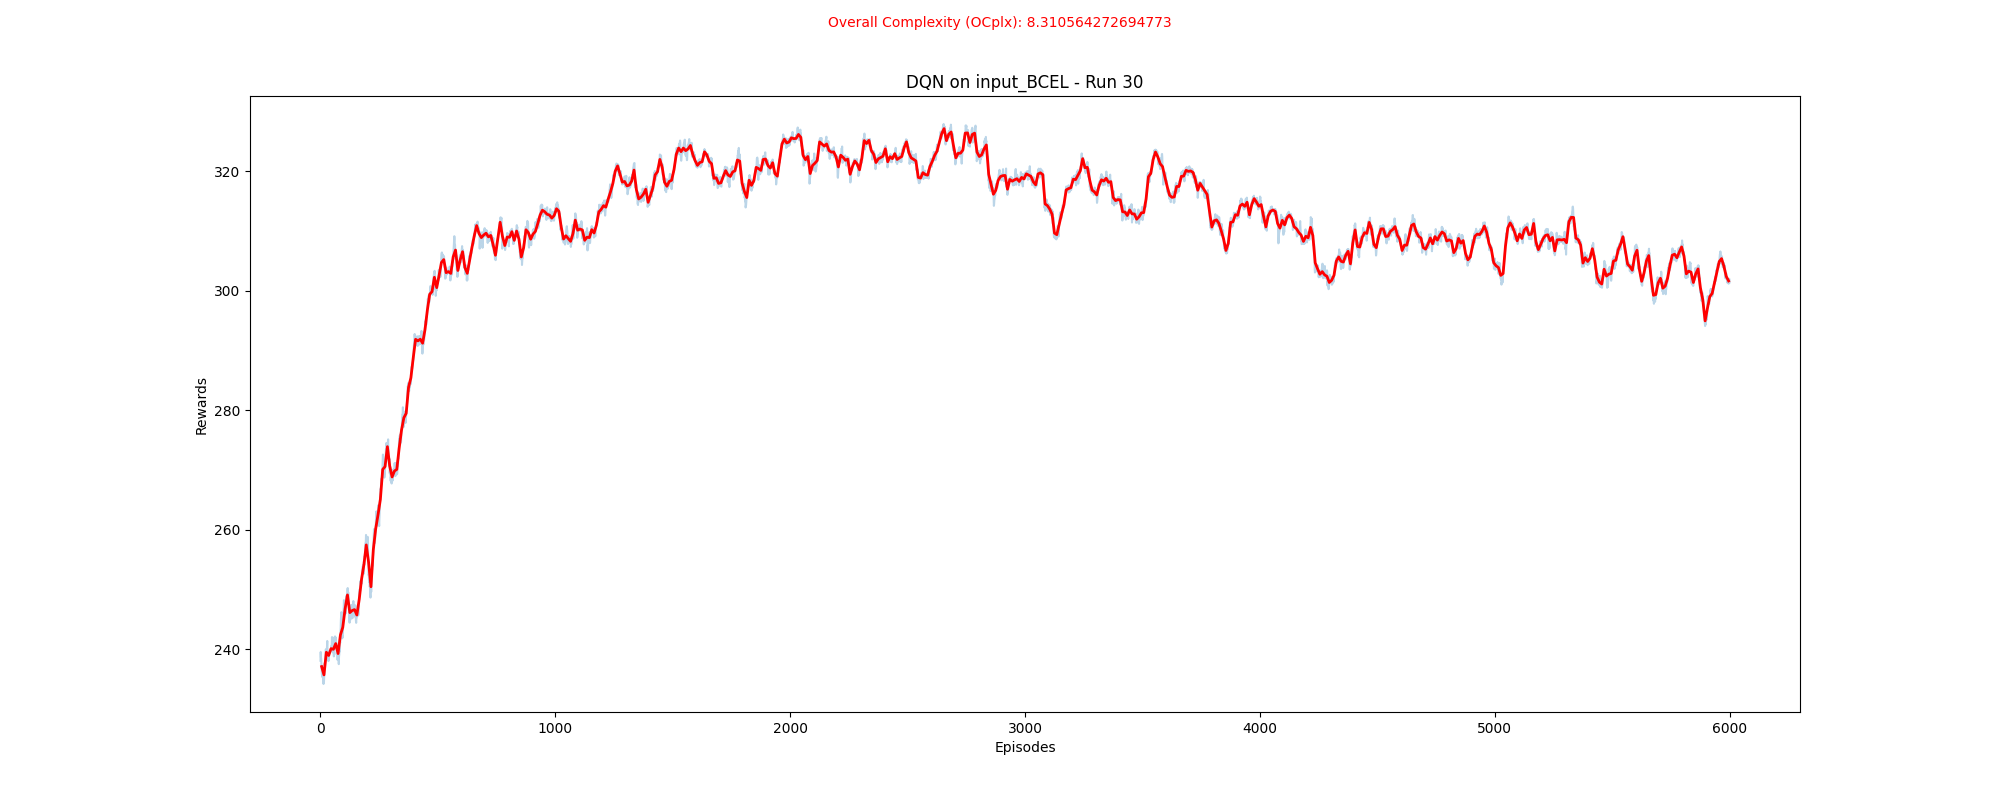 Overall Complexity (OCplx): 8.310564272694773
DQN on input_BCEL - Run 30
Rewards
320
300
280
260
240
0 1000 2000 3000 4000 5000 6000
Episodes